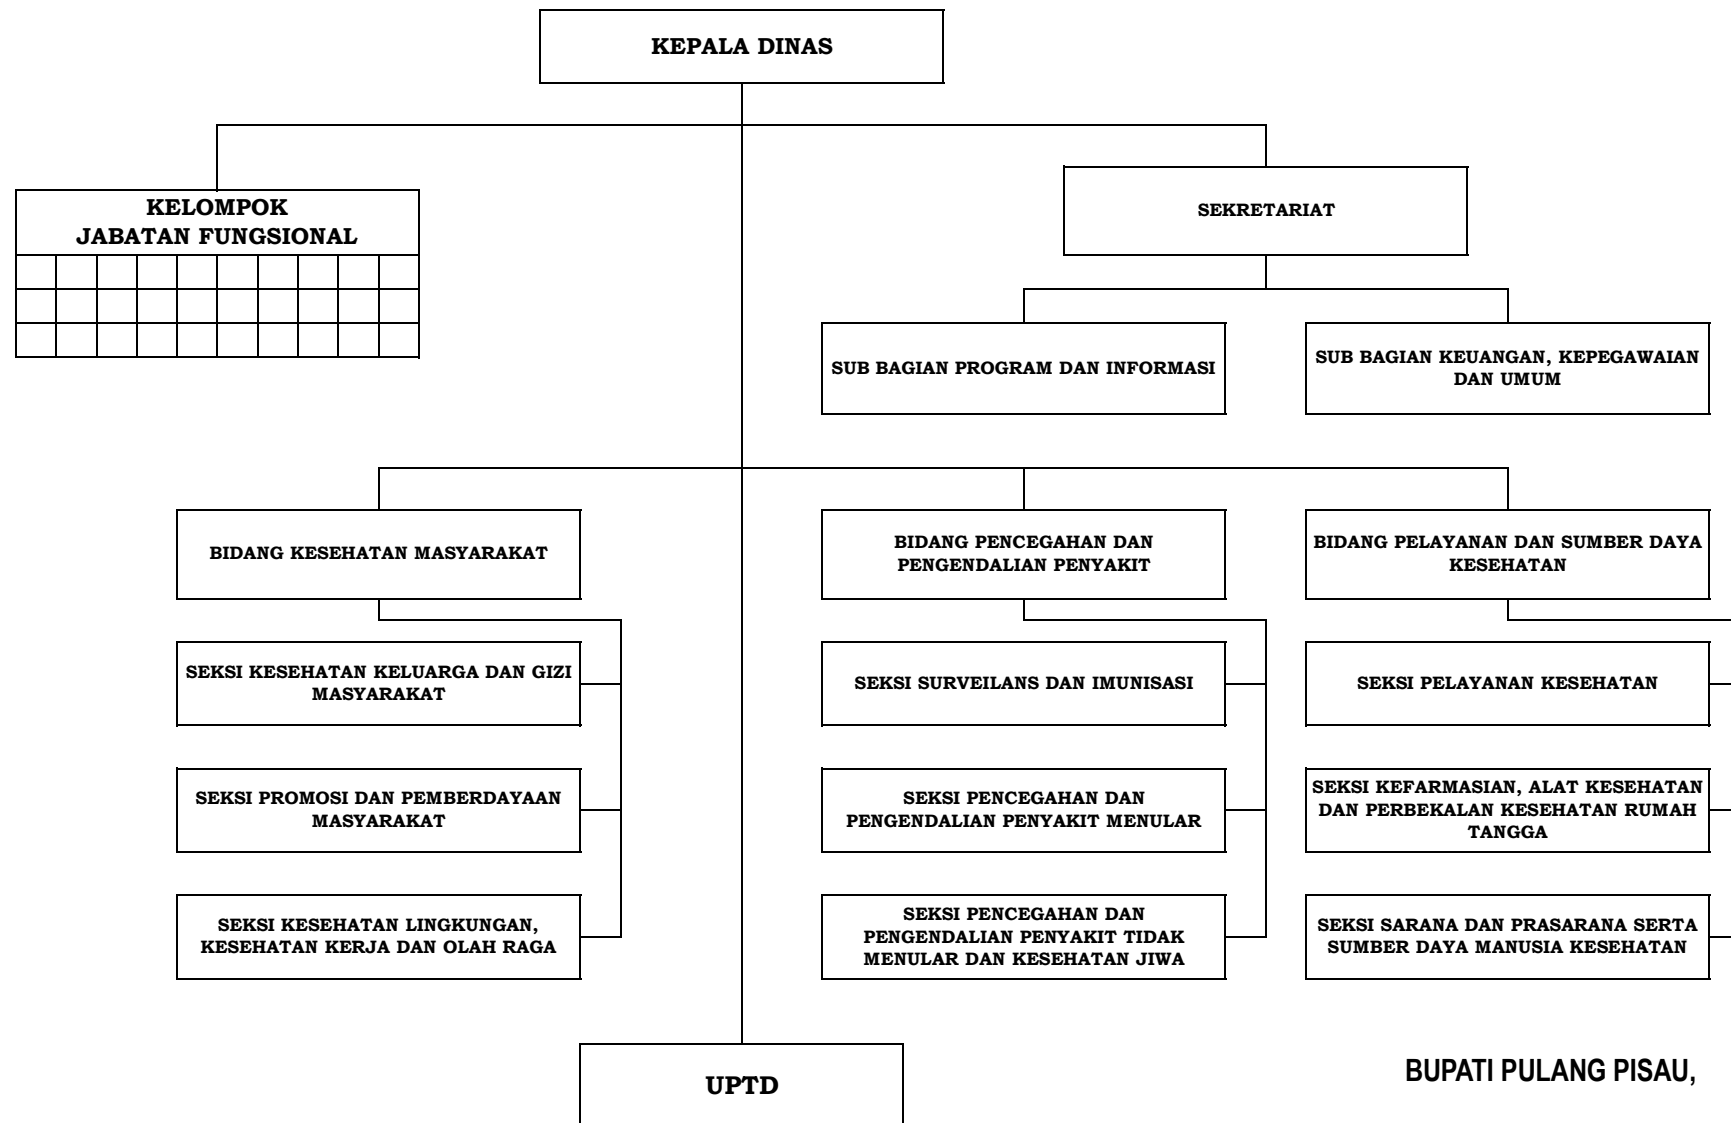 KEPALA DINAS
KELOMPOK
JABATAN FUNGSIONAL
SEKRETARIAT
SUB BAGIAN PROGRAM DAN INFORMASI
SUB BAGIAN KEUANGAN, KEPEGAWAIAN
DAN UMUM
BIDANG KESEHATAN MASYARAKAT
BIDANG PENCEGAHAN DAN
PENGENDALIAN PENYAKIT
BIDANG PELAYANAN DAN SUMBER DAYA
KESEHATAN
SEKSI KESEHATAN KELUARGA DAN GIZI
MASYARAKAT
SEKSI SURVEILANS DAN IMUNISASI
SEKSI PELAYANAN KESEHATAN
SEKSI PROMOSI DAN PEMBERDAYAAN
MASYARAKAT
SEKSI PENCEGAHAN DAN
PENGENDALIAN PENYAKIT MENULAR
SEKSI KEFARMASIAN, ALAT KESEHATAN
DAN PERBEKALAN KESEHATAN RUMAH
TANGGA
SEKSI KESEHATAN LINGKUNGAN,
KESEHATAN KERJA DAN OLAH RAGA
SEKSI PENCEGAHAN DAN
PENGENDALIAN PENYAKIT TIDAK
MENULAR DAN KESEHATAN JIWA
SEKSI SARANA DAN PRASARANA SERTA
SUMBER DAYA MANUSIA KESEHATAN
UPTD
BUPATI PULANG PISAU,